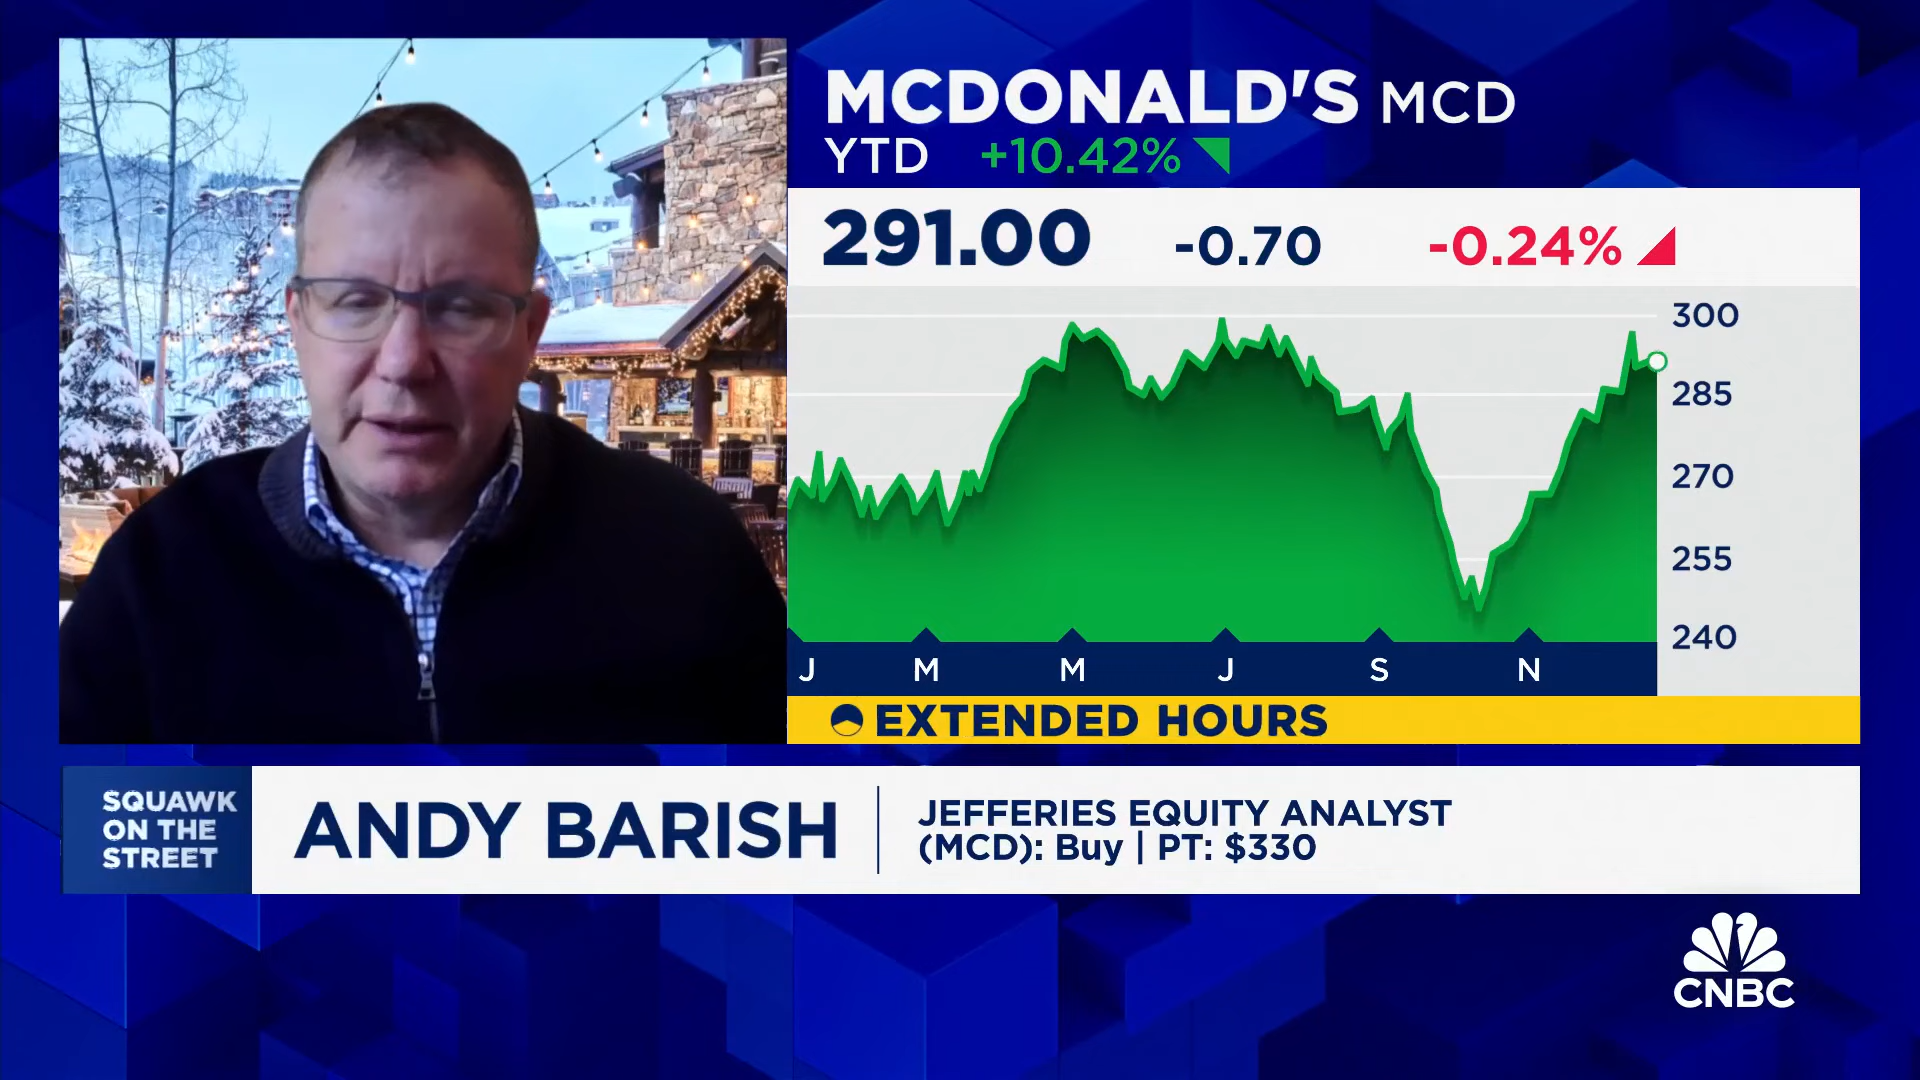 MCDONALD'S MCD
YTD +10.42%
291.00 -0.70 -0.24%
300
285
270
255
240
J M M J S N
EXTENDED HOURS
SQUAWK
ON THE
STREET
ANDY BARISH
JEFFERIES EQUITY ANALYST
(MCD): Buy | PT: $330
CNBC